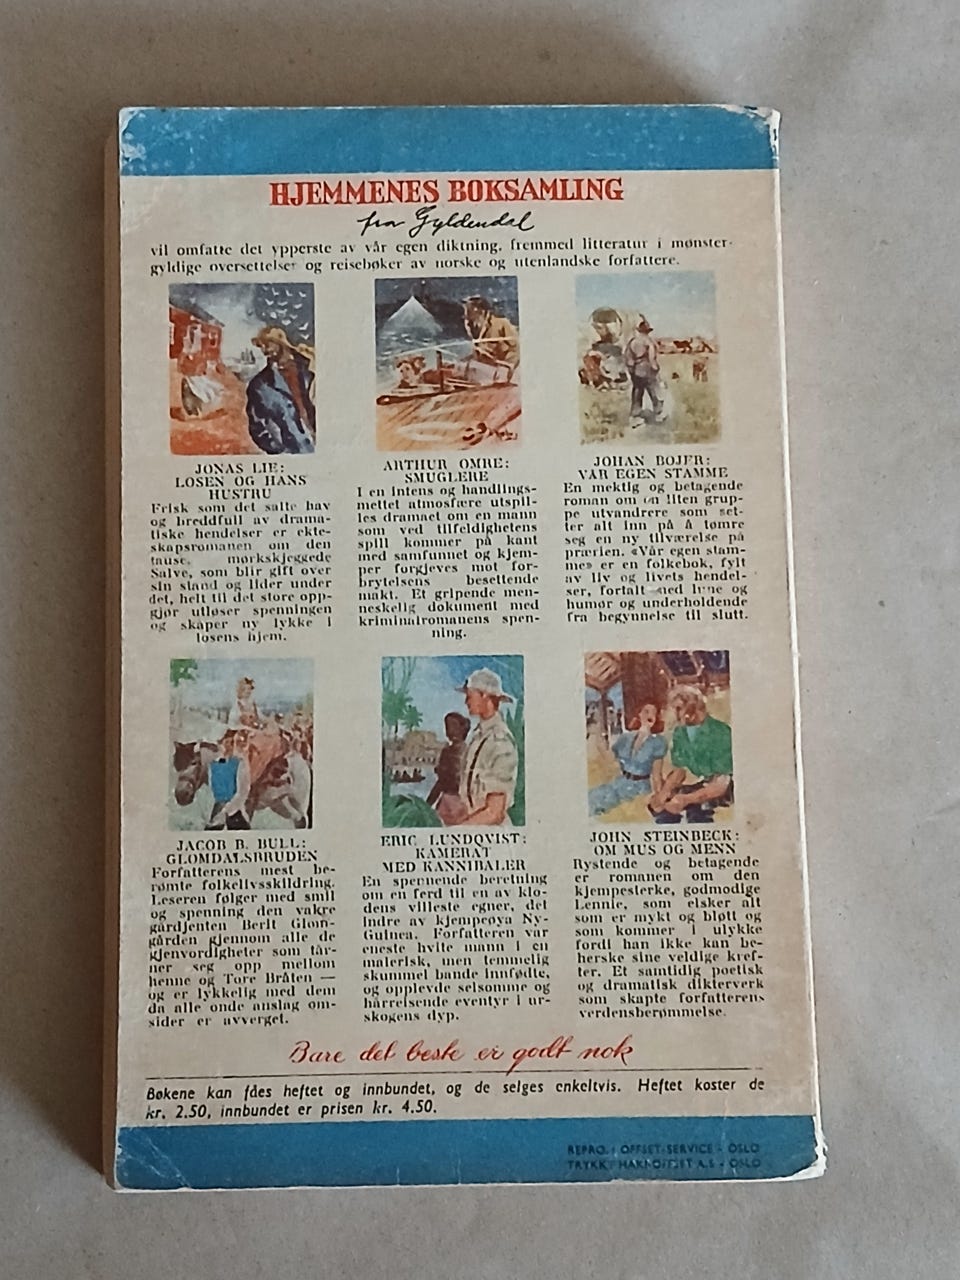 HJEMMENES BOKSAMLING
fra Gyldendal
vil omfatte det ypperste av vår egen diktning, fremmed litteratur i mønster-
gyldige oversettelser og reisebøker av norske og utenlandske forfattere.
JONAS LIE:
LOSEN OG HANS
HUSTRU
Frisk som det salte hav
og breddfull av drama-
tiske hendelser er ekte-
skapsromanen om den
tause, mørkskjeggede
Salve, som blir gift over
sin stand og lider under
det, helt til det store opp-
gjør utløser spenningen
og skaper ny lykke i
losens hjem.
ARTHUR OMRE:
SMUGLERE
I en intens og handlings-
mettet atmosfære utspil-
les dramaet om en mann
som ved tilfeldighetens
spill kommer på kant
med samfunnet og kjem-
per forgjeves mot for-
brytelsens besettende
makt. Et gripende men-
neskelig dokument med
kriminalromanens spen-
ning.
JOHAN BOJER:
VÅR EGEN STAMME
En mektig og betagende
roman om en liten grup-
pe utvandrere som set-
ter alt inn på å tømre
seg en ny tilværelse på
prærien. «Vår egen stam-
me» er en folkebok, fylt
av liv og livets hendel-
ser, fortalt med lune og
humør og underholdende
fra begynnelse til slutt.
JACOB B. BULL:
GLOMDALSBRUDEN
Forfatterens mest be-
rømte folkelivsskildring.
Leseren følger med smil
og spenning den vakre
gårdjenten Berit Glom-
gården gjennom alle de
gjenvordigheter som tår-
ner seg opp mellom
henne og Tore Bråten —
og er lykkelig med dem
da alle onde anslag om-
sider er avverget.
ERIC LUNDQVIST:
KAMERAT
MED KANNIBALER
En spennende beretning
om en ferd til en av klo-
dens villeste egner, det
indre av kjempeøya Ny-
Guinea. Forfatteren var
eneste hvite mann i en
malerisk, men temmelig
skummel bande innfødte,
og opplevde selsomme og
hårreisende eventyr i ur-
skogens dyp.
JOHN STEINBECK:
OM MUS OG MENN
Rystende og betagende
er romanen om den
kjempesterke, godmodige
Lennie, som elsker alt
som er mykt og bløtt og
som kommer i ulykke
fordi han ikke kan be-
herske sine veldige kref-
ter. Et samtidig poetisk
og dramatisk dikterverk
som skapte forfatterens
verdensberømmelse.
Bare det beste er godt nok
Bøkene kan fåes heftet og innbundet, og de selges enkeltvis. Heftet koster de
kr. 2.50, innbundet er prisen kr. 4.50.
REPRO.: OFFSET-SERVICE - OSLO
TRYKK: HAKNOFFSET A.S - OSLO